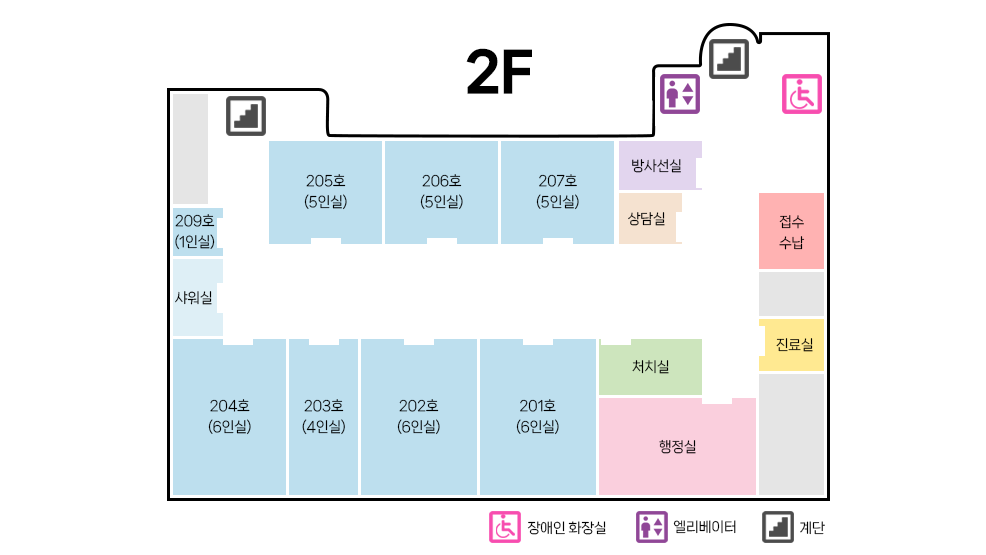 2F
205호
(5인실)
206호
(5인실)
207호
(5인실)
방사선실
상담실
209호
(1인실)
접수
수납
샤워실
진료실
204호
(6인실)
203호
(4인실)
202호
(6인실)
201호
(6인실)
처치실
행정실
장애인 화장실
엘리베이터
계단